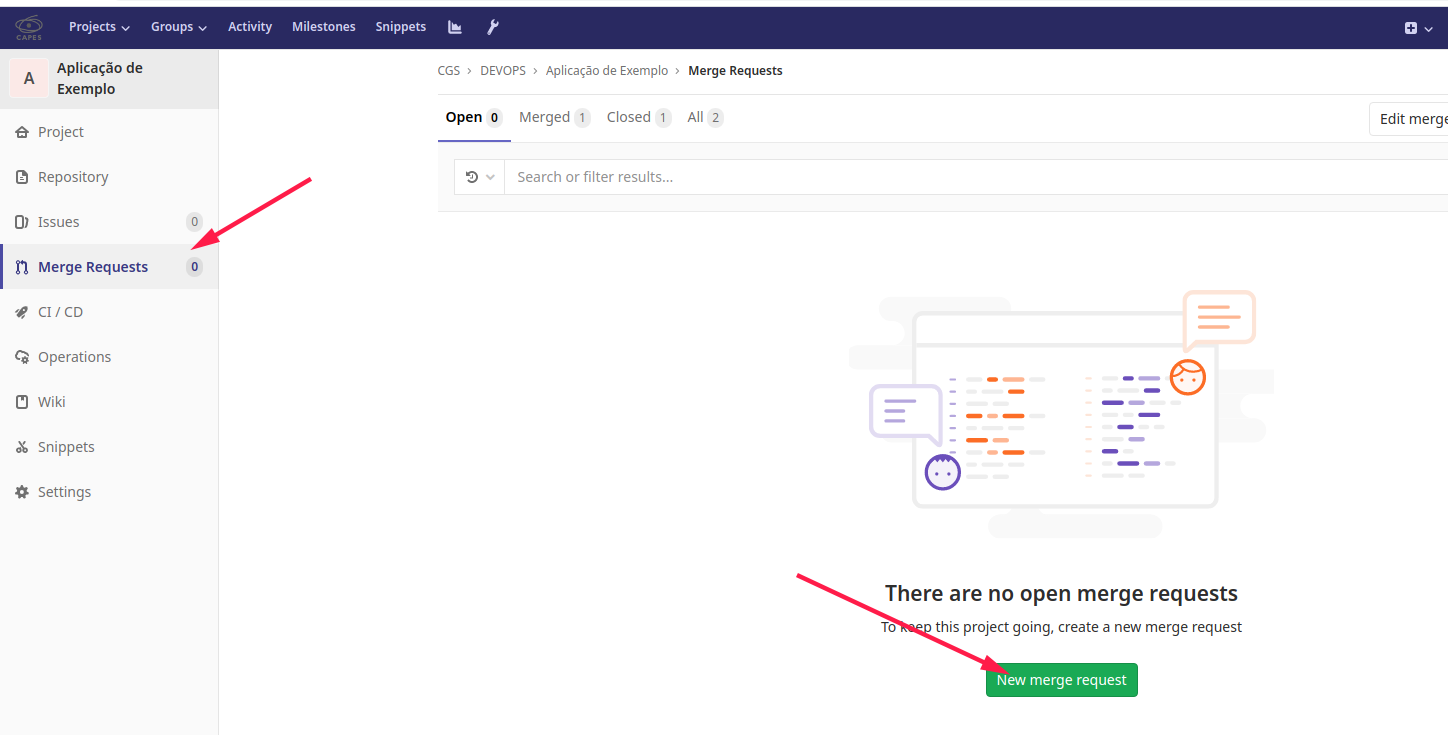 CAPES
Projects Groups Activity Milestones Snippets
A Aplicação de
Exemplo
Project
Repository
Issues 0
Merge Requests 0
CI / CD
Operations
Wiki
Snippets
Settings
CGS › DEVOPS › Aplicação de Exemplo › Merge Requests
Open 0 Merged 1 Closed 1 All 2
Edit merge
Search or filter results...
There are no open merge requests
To keep this project going, create a new merge request
New merge request